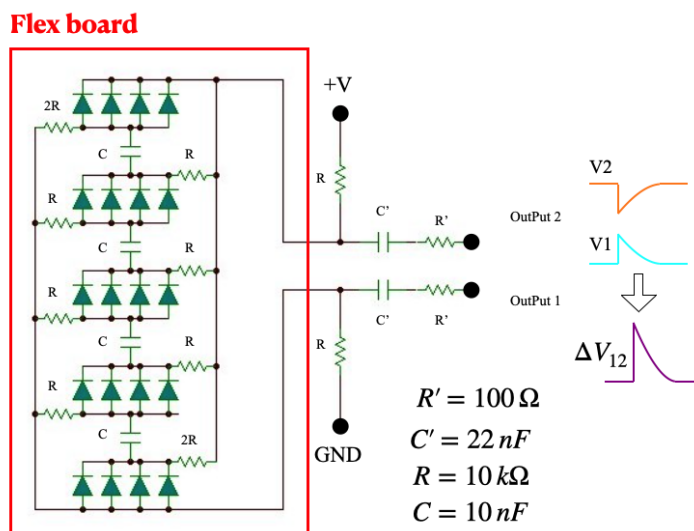 Flex board
+V
2R
C
R
R
R
C
R
R
C
R
R
C
2R
C'
R'
OutPut 2
C'
R'
OutPut 1
R
GND
V2
V1
ΔV12
R' = 100 Ω
C' = 22 nF
R = 10 kΩ
C = 10 nF